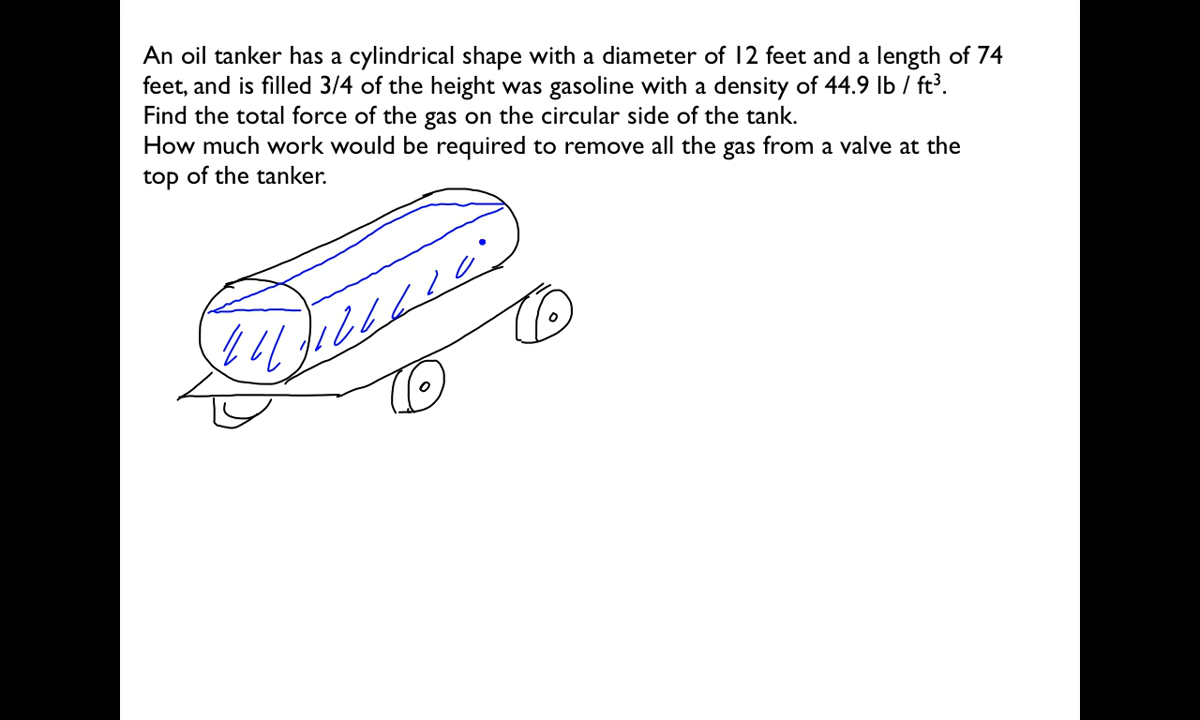 An oil tanker has a cylindrical shape with a diameter of 12 feet and a length of 74
feet, and is filled 3/4 of the height was gasoline with a density of 44.9 lb / ft³.
Find the total force of the gas on the circular side of the tank.
How much work would be required to remove all the gas from a valve at the
top of the tanker.